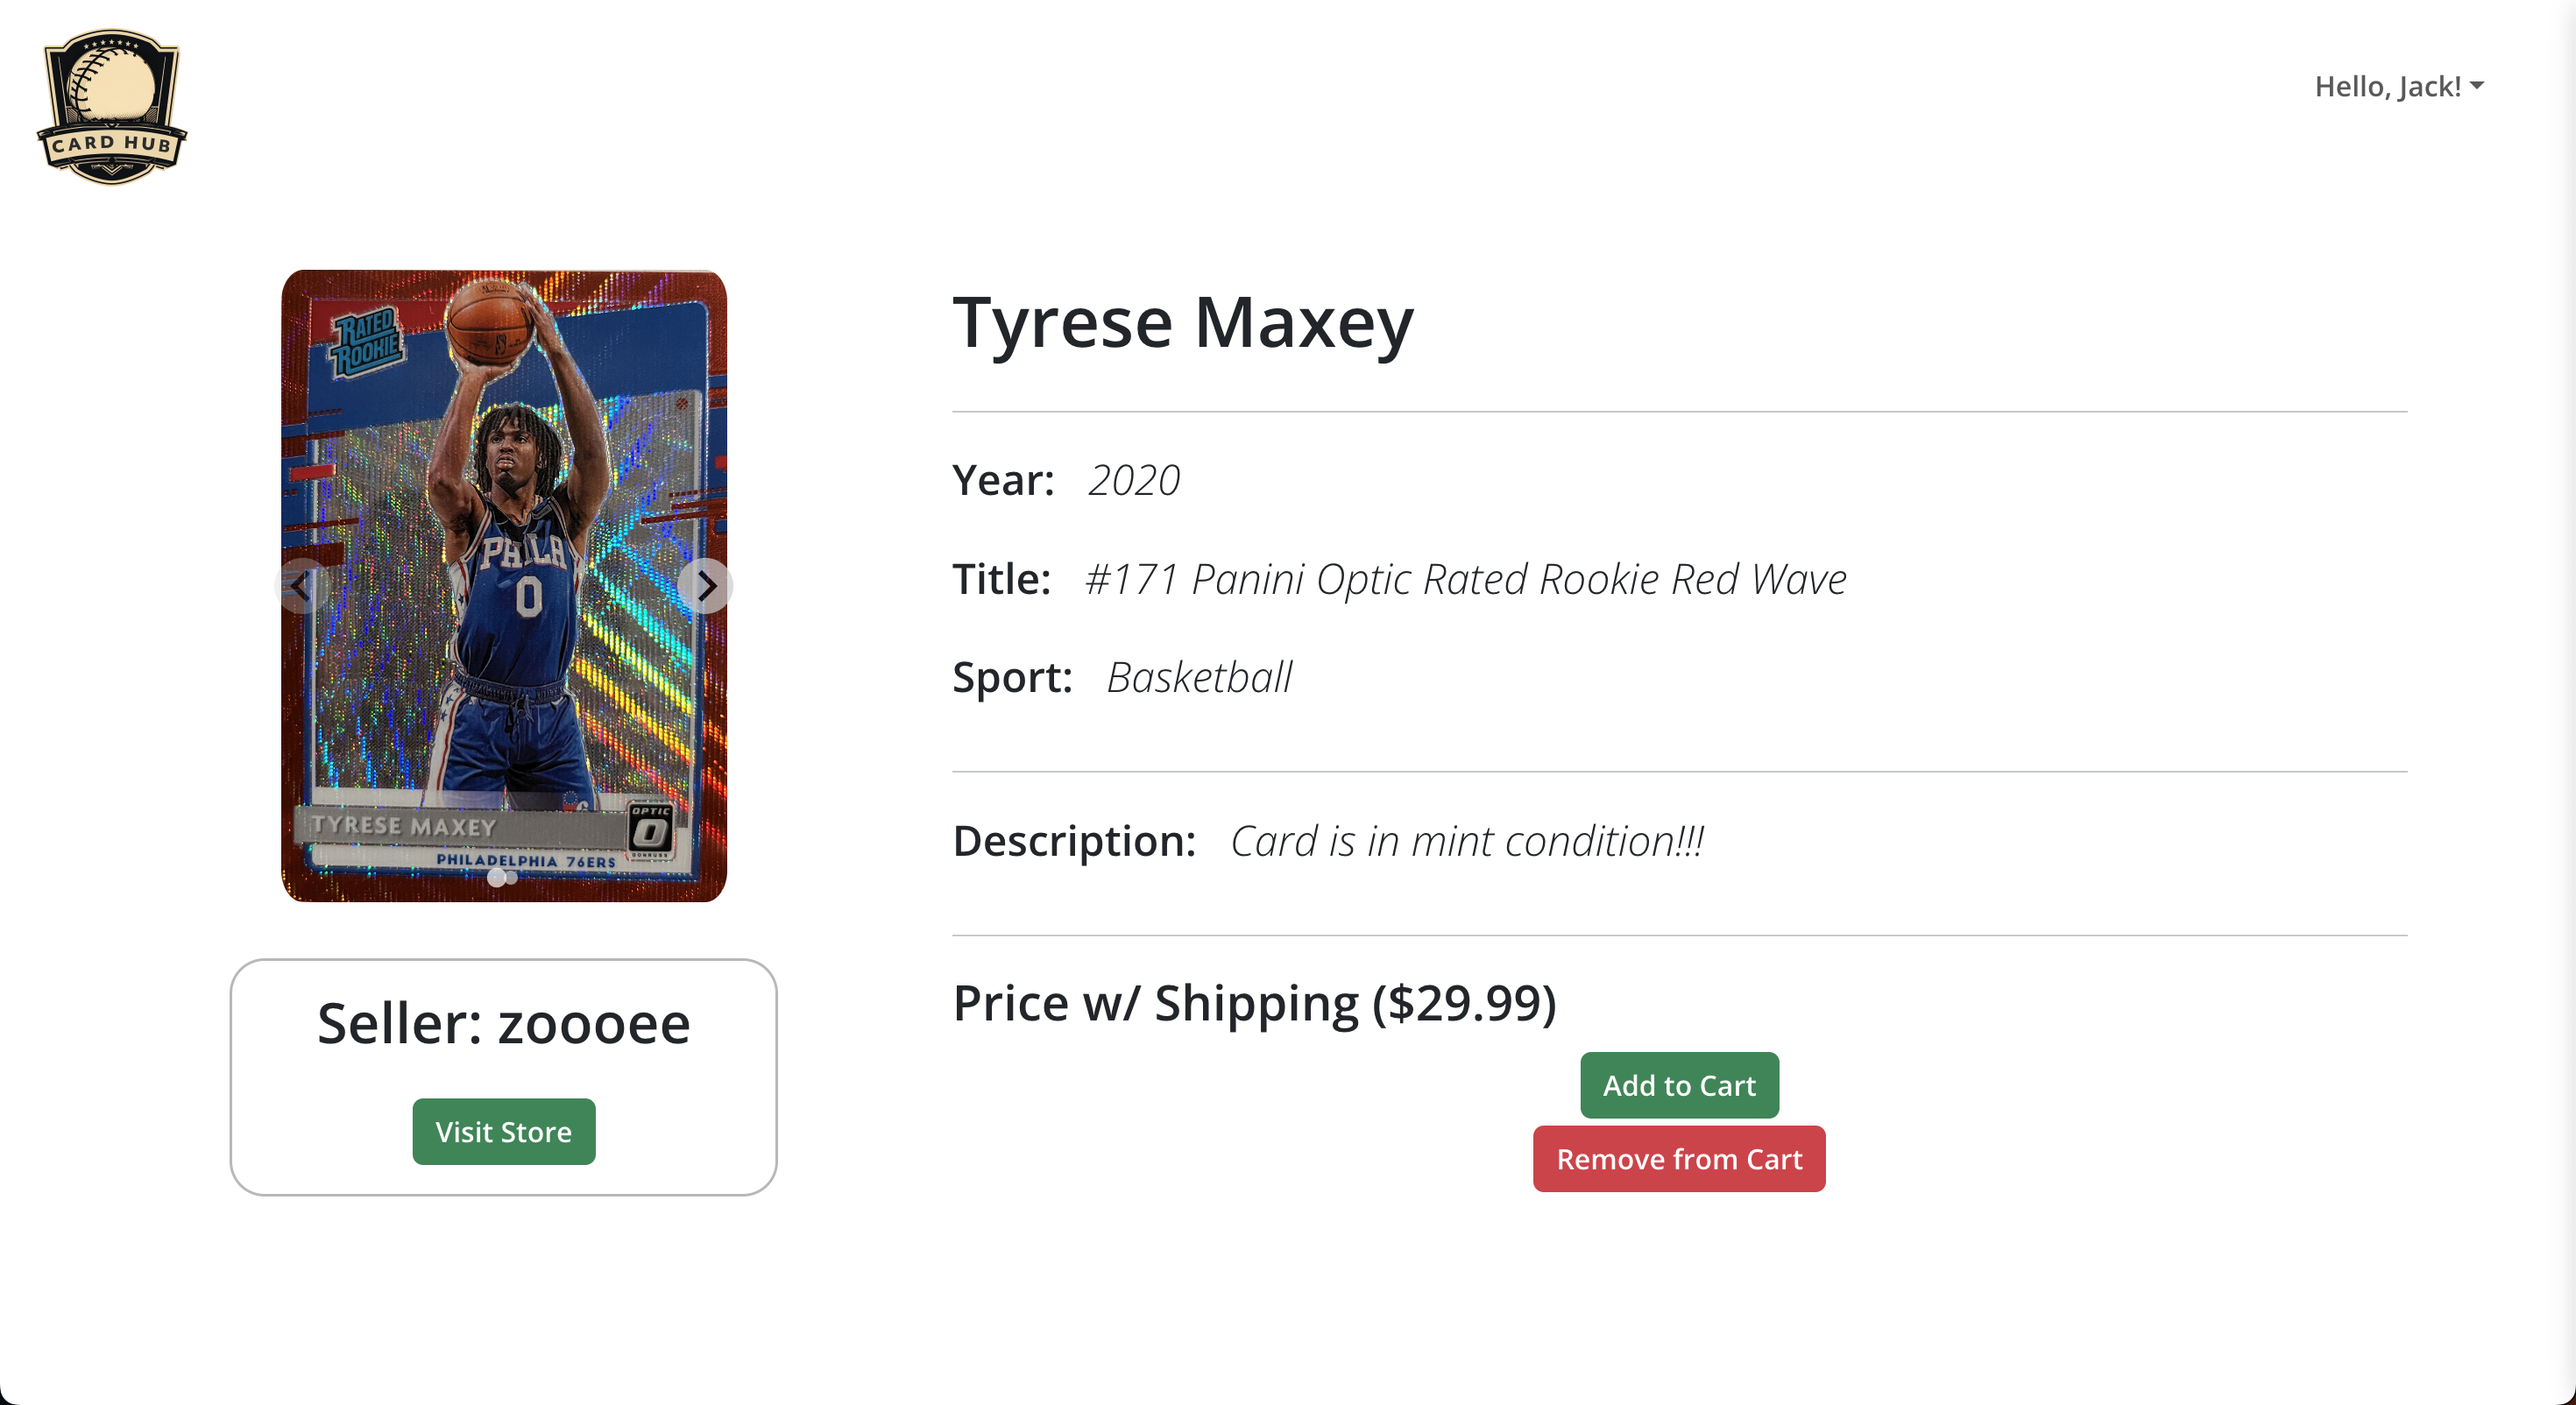 CARD HUB
Hello, Jack!
RATED
ROOKIE
PHILA
0
TYRESE MAXEY
OPTIC
DONRUSS
PHILADELPHIA 76ERS
Seller: zoooee
Visit Store
Tyrese Maxey
Year: 2020
Title: #171 Panini Optic Rated Rookie Red Wave
Sport: Basketball
Description: Card is in mint condition!!!
Price w/ Shipping ($29.99)
Add to Cart
Remove from Cart